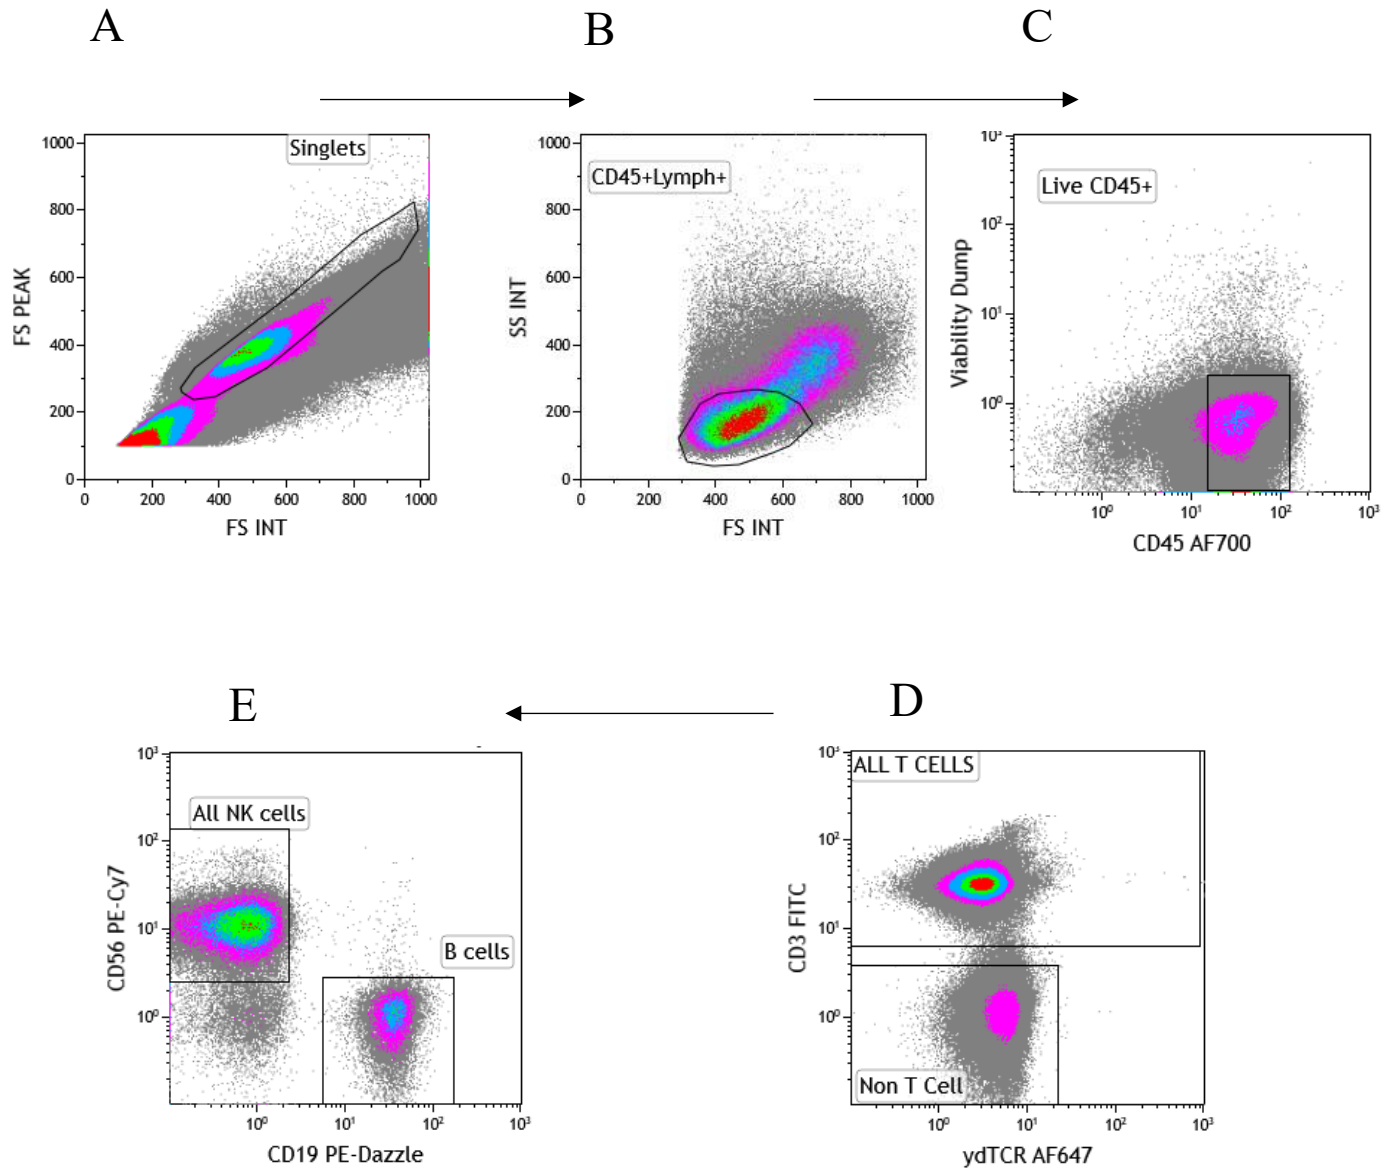 A
B
C
1000
800
600
400
200
0
FS PEAK
Singlets
0 200 400 600 800 1000
FS INT
1000
800
600
400
200
0
SS INT
CD45+Lymph+
0 200 400 600 800 1000
FS INT
10³
10²
10¹
10⁰
Viability Dump
Live CD45+
10⁰ 10¹ 10² 10³
CD45 AF700
E
D
10³
10²
10¹
10⁰
CD56 PE-Cy7
All NK cells
B cells
10⁰ 10¹ 10² 10³
CD19 PE-Dazzle
10³
10²
10¹
10⁰
CD3 FITC
ALL T CELLS
Non T Cell
10⁰ 10¹ 10² 10³
ydTCR AF647